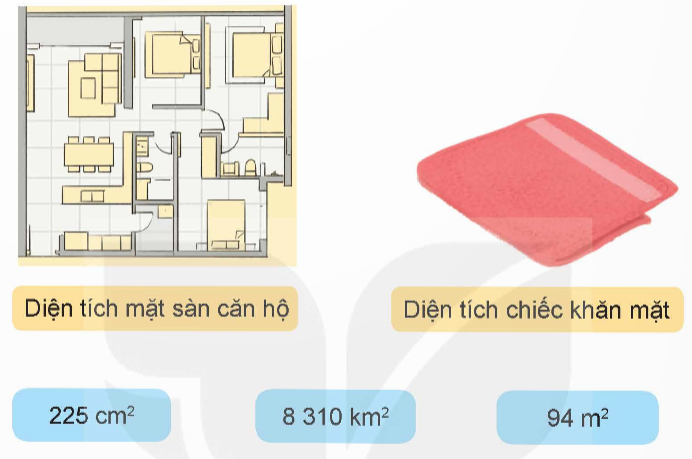 Diện tích mặt sàn căn hộ
Diện tích chiếc khăn mặt
225 cm²
8 310 km²
94 m²